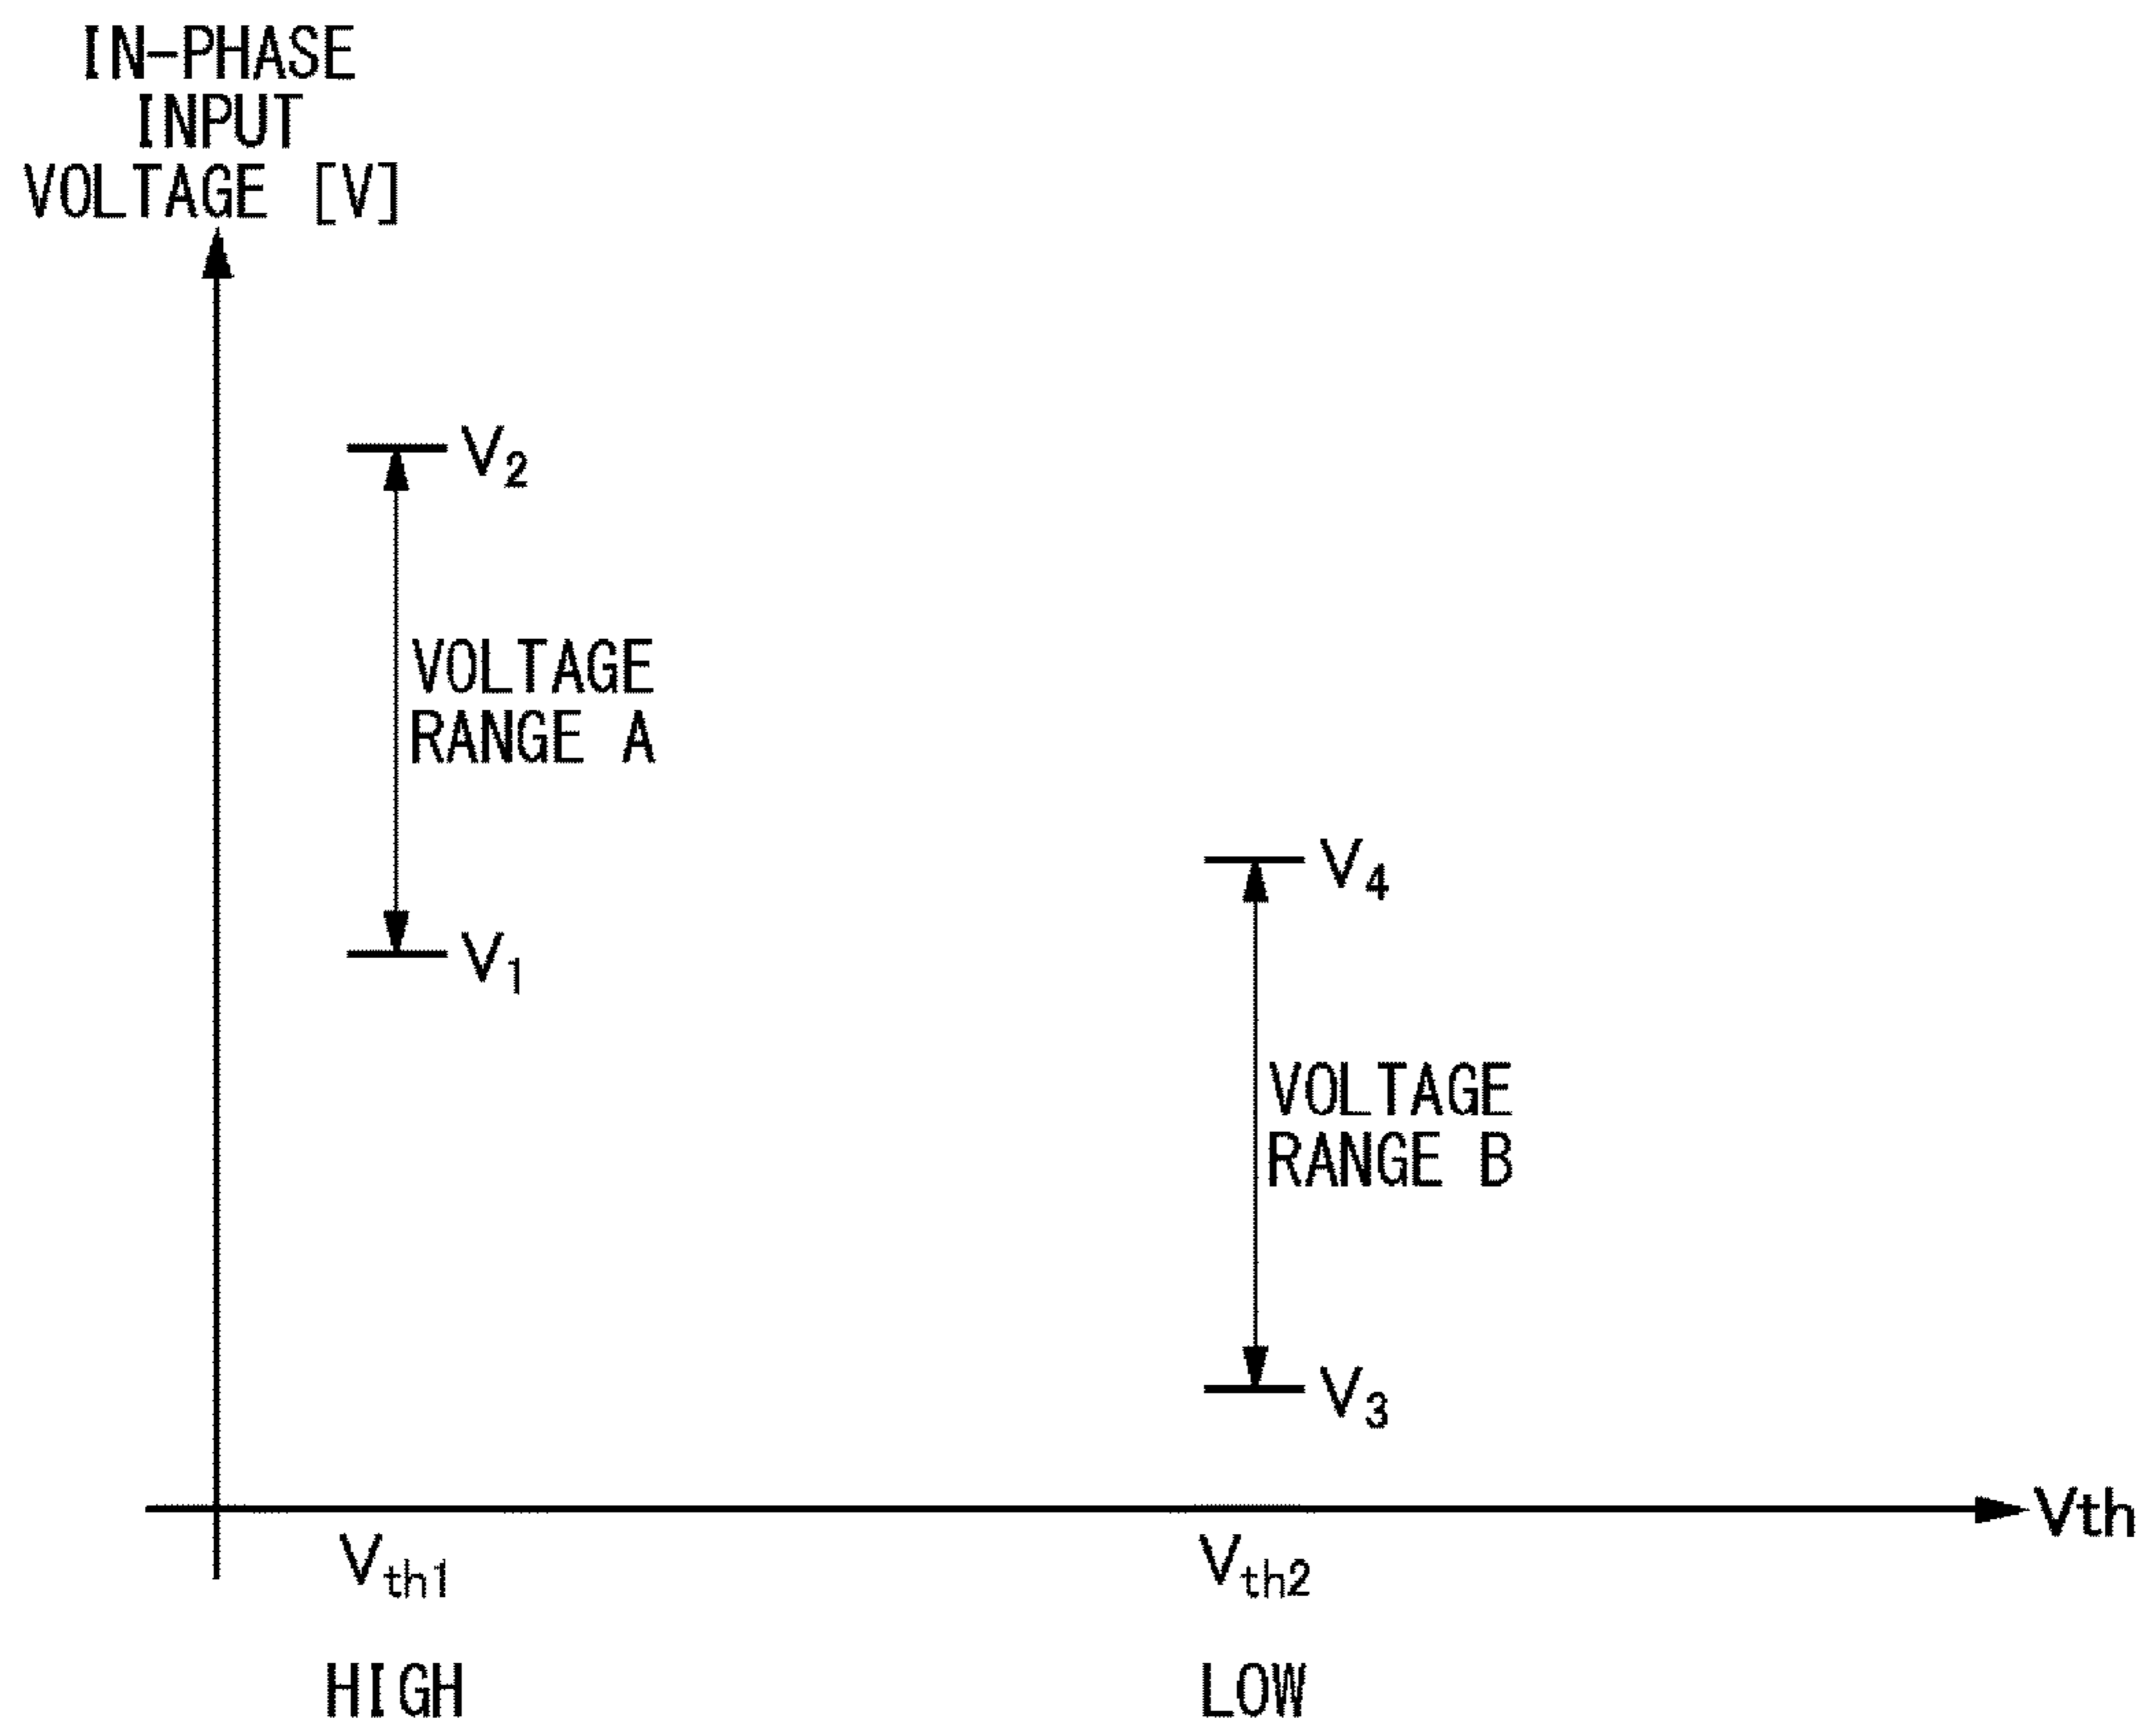 IN-PHASE
INPUT
VOLTAGE [V]
V2
VOLTAGE
RANGE A
V1
V4
VOLTAGE
RANGE B
V3
Vth
Vth1
Vth2
HIGH
LOW